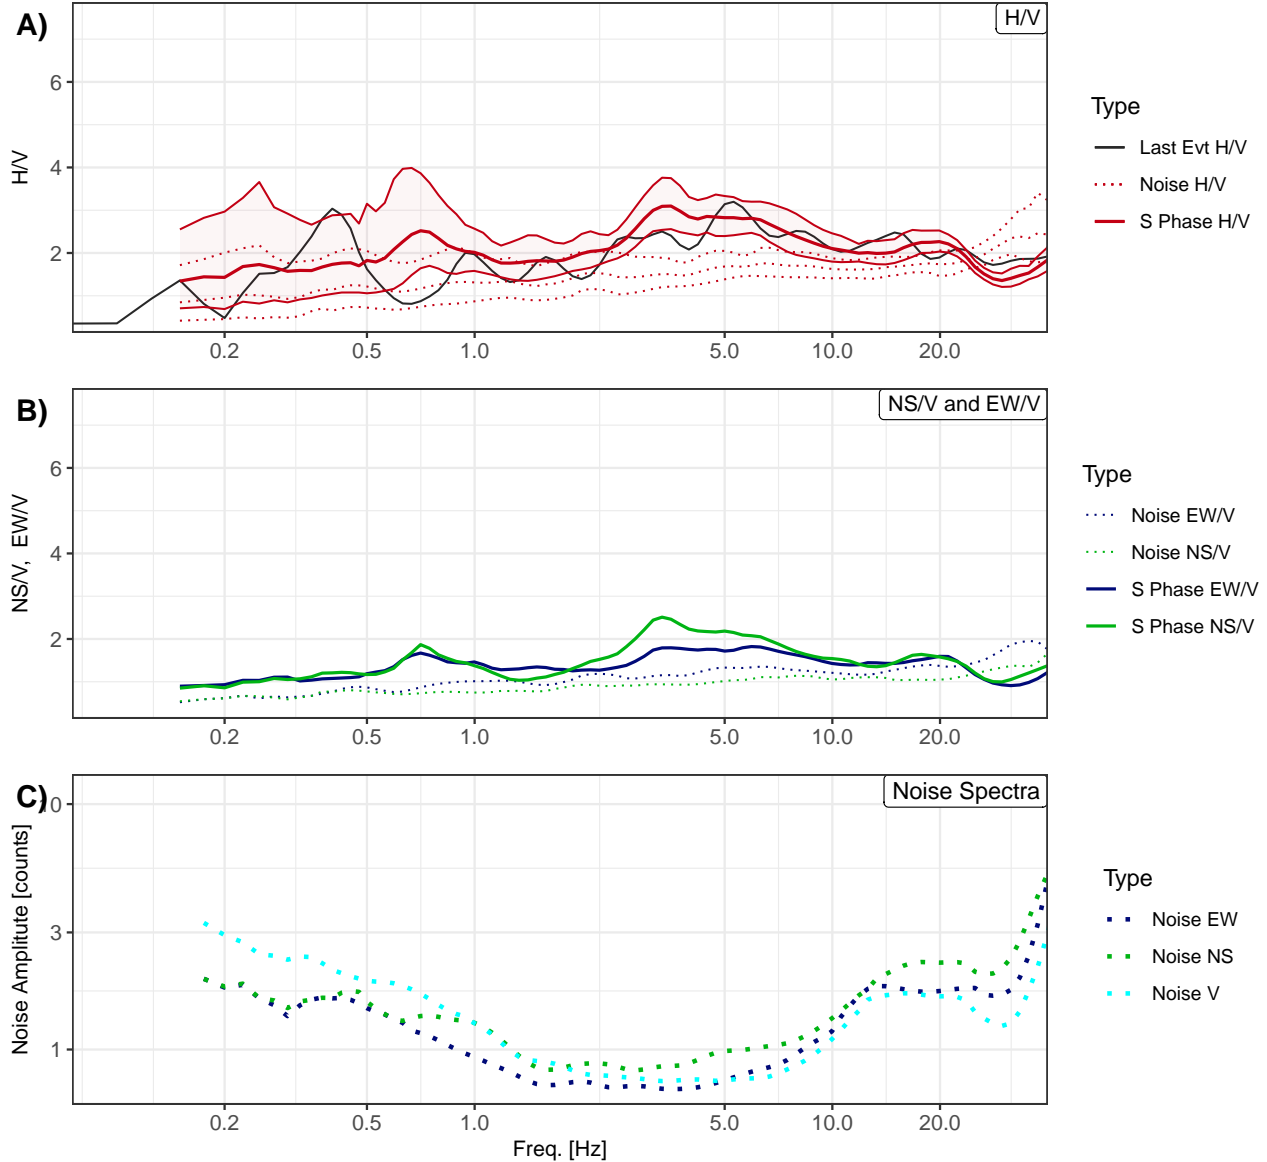 A)
H/V
6
4
2
H/V
0.2 0.5 1.0 5.0 10.0 20.0
Type
Last Evt H/V
Noise H/V
S Phase H/V
B)
NS/V and EW/V
6
4
2
NS/V, EW/V
0.2 0.5 1.0 5.0 10.0 20.0
Type
Noise EW/V
Noise NS/V
S Phase EW/V
S Phase NS/V
C)
Noise Spectra
10
3
1
Noise Amplitute [counts]
0.2 0.5 1.0 5.0 10.0 20.0
Freq. [Hz]
Type
Noise EW
Noise NS
Noise V